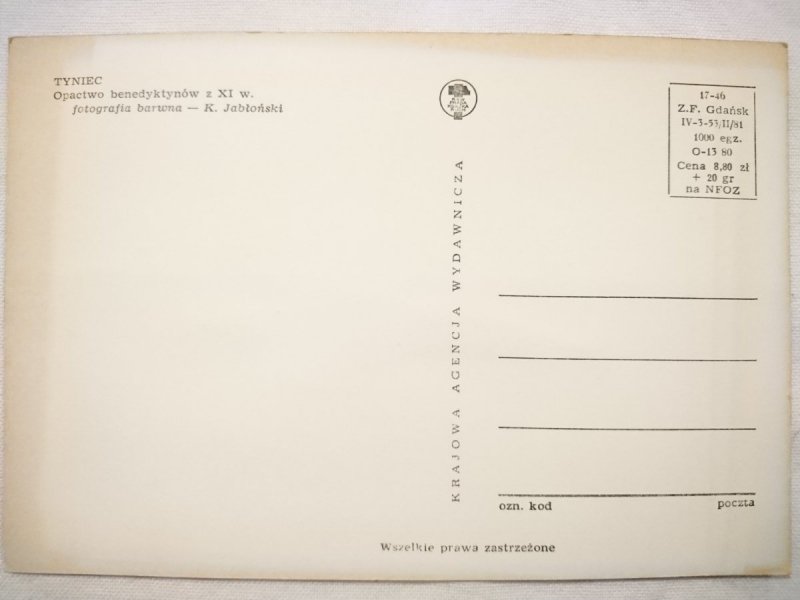 TYNIEC
Opactwo benedyktynów z XI w.
fotografia barwna — K. Jabłoński
KRAJOWA AGENCJA WYDAWNICZA
17-46
Z.F. Gdańsk
IV-3-53/II/81
1000 egz.
O-13 80
Cena 8,80 zł
+ 20 gr
na NFOZ
ozn. kod
poczta
Wszelkie prawa zastrzeżone